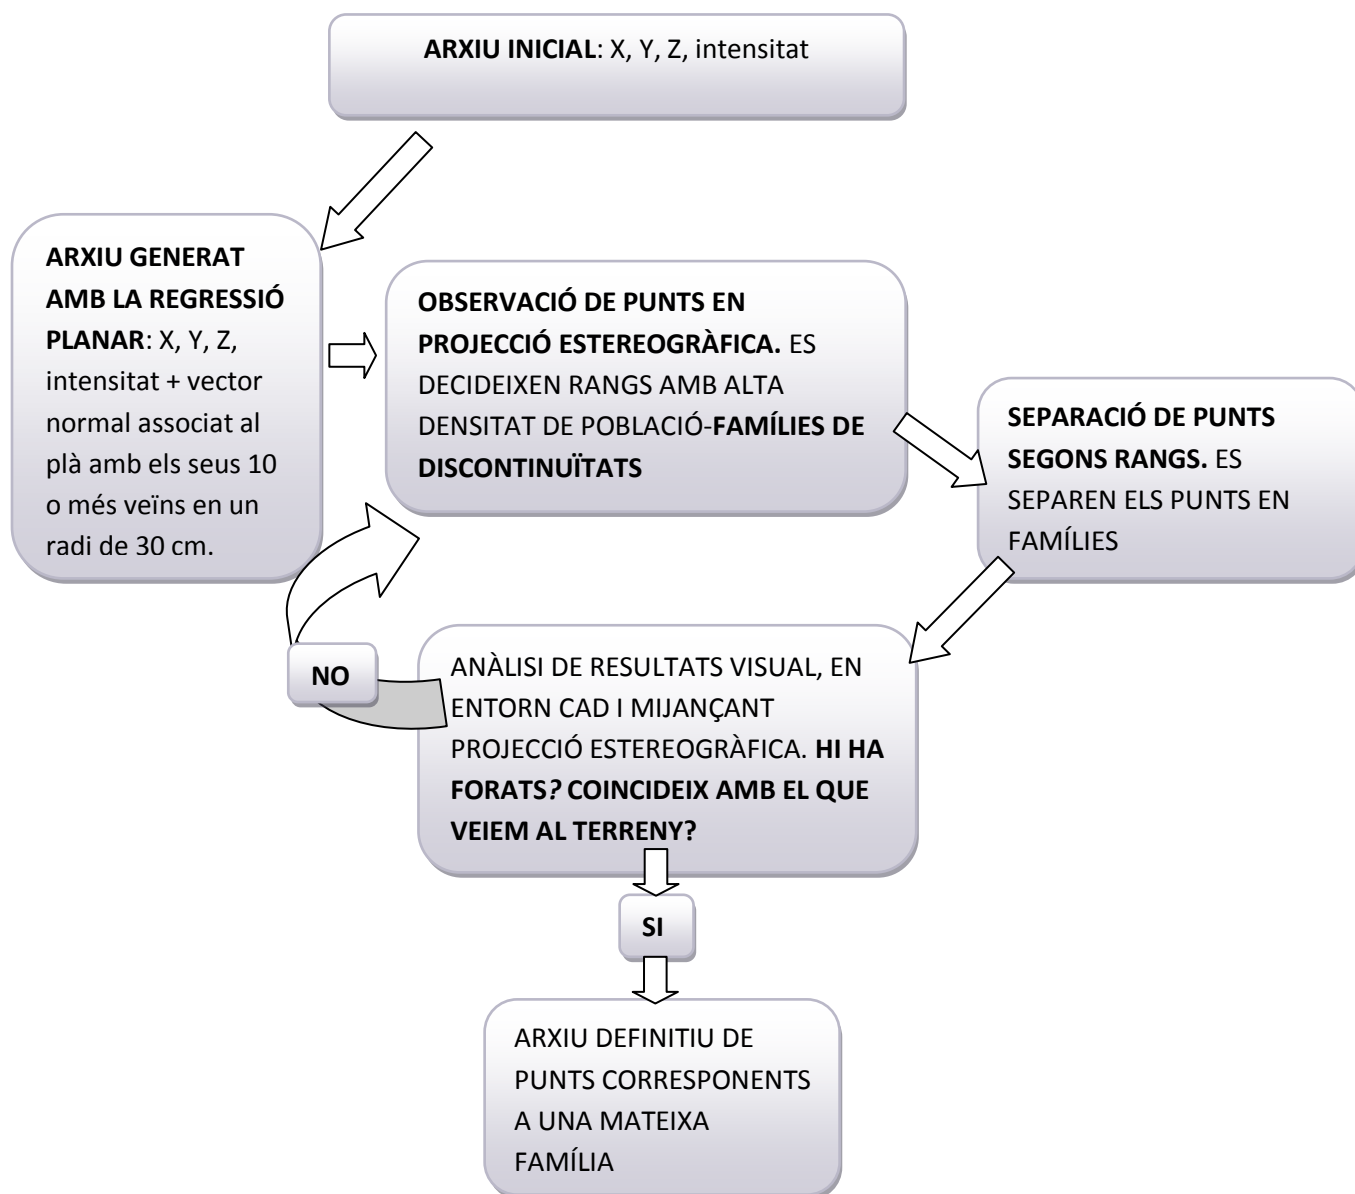 ARXIU INICIAL: X, Y, Z, intensitat
ARXIU GENERAT
AMB LA REGRESSIÓ
PLANAR: X, Y, Z,
intensitat + vector
normal associat al
plà amb els seus 10
o més veïns en un
radi de 30 cm.
OBSERVACIÓ DE PUNTS EN
PROJECCIÓ ESTEREOGRÀFICA. ES
DECIDEIXEN RANGS AMB ALTA
DENSITAT DE POBLACIÓ-FAMÍLIES DE
DISCONTINUÏTATS
SEPARACIÓ DE PUNTS
SEGONS RANGS. ES
SEPAREN ELS PUNTS EN
FAMÍLIES
ANÀLISI DE RESULTATS VISUAL, EN
ENTORN CAD I MIJANÇANT
PROJECCIÓ ESTEREOGRÀFICA. HI HA
FORATS? COINCIDEIX AMB EL QUE
VEIEM AL TERRENY?
NO
SI
ARXIU DEFINITIU DE
PUNTS CORRESPONENTS
A UNA MATEIXA
FAMÍLIA